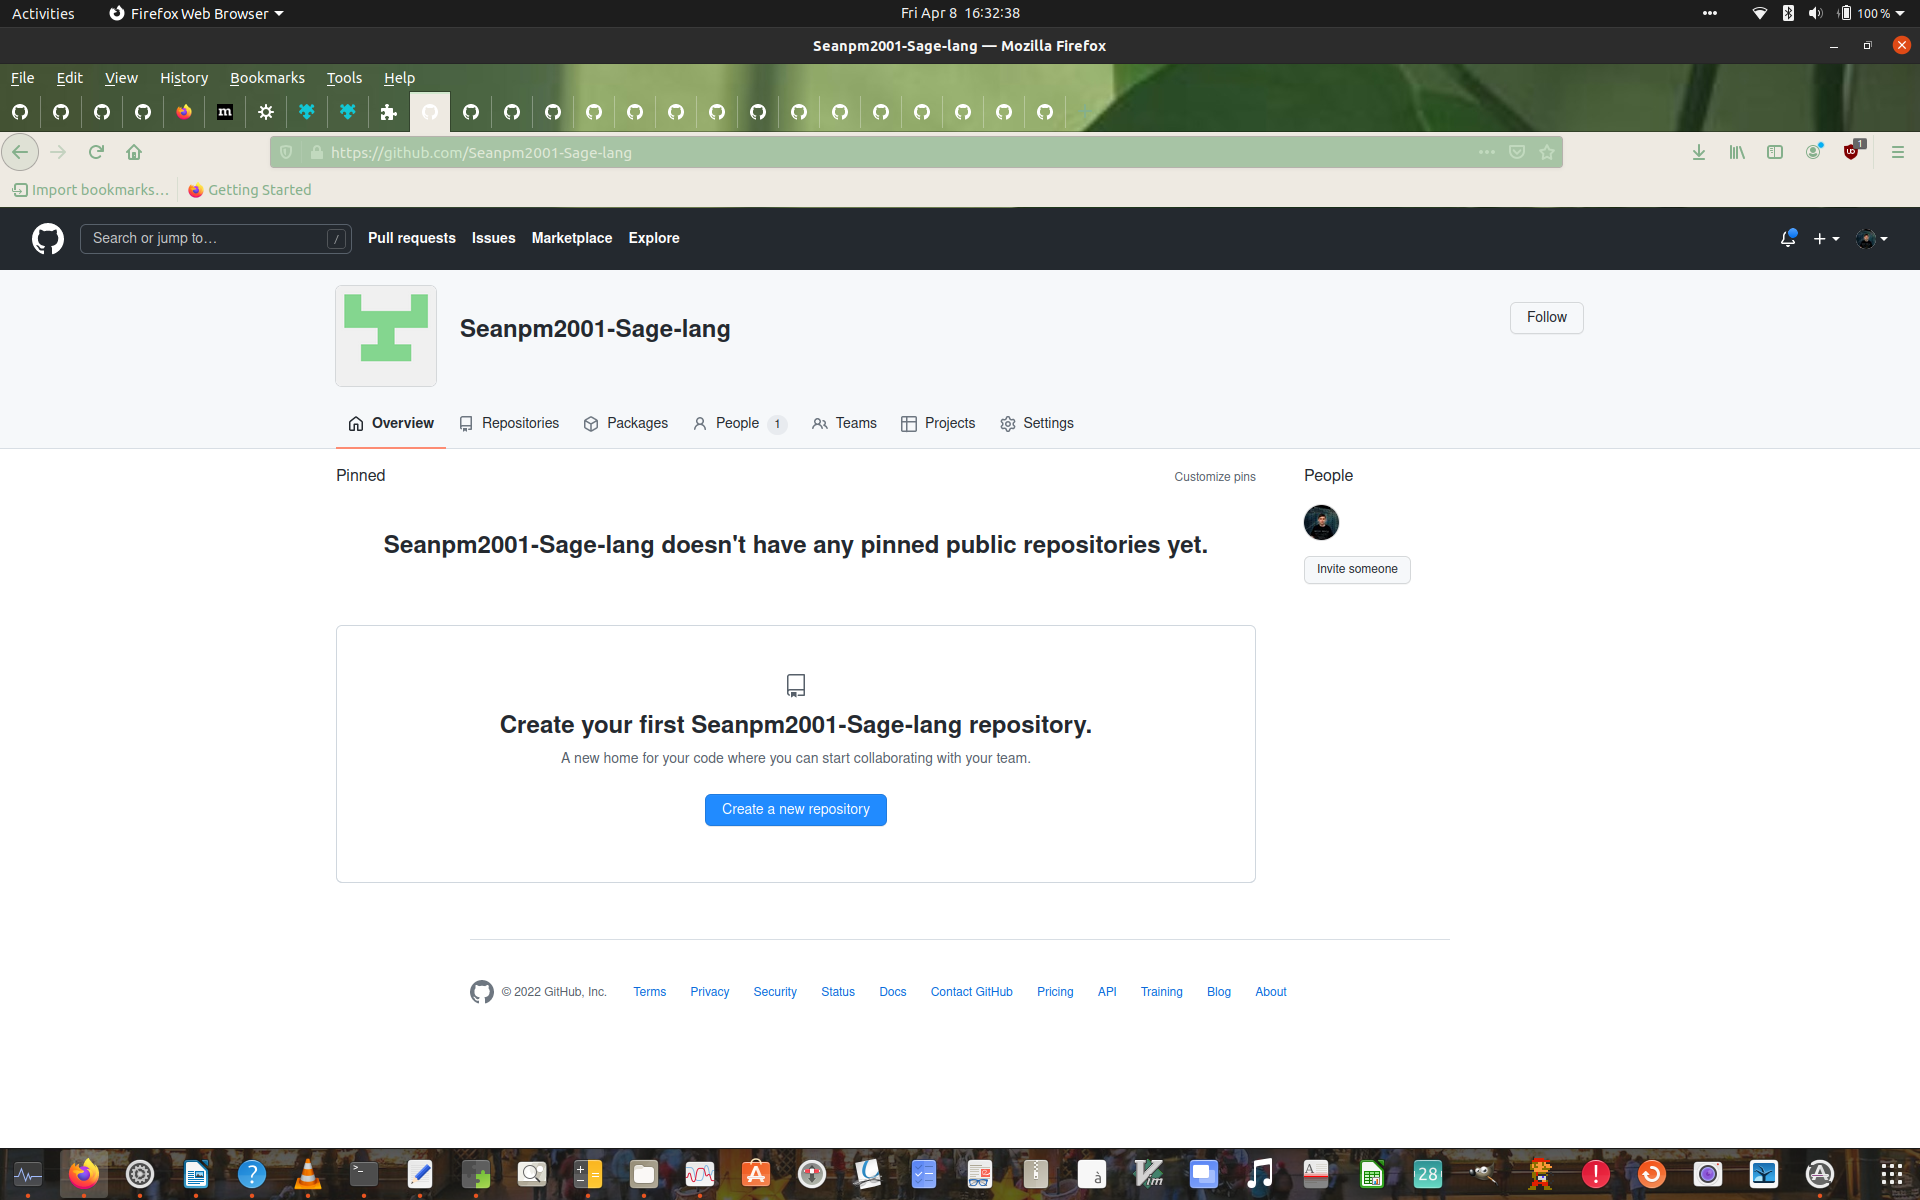 Activities Firefox Web Browser Fri Apr 8 16:32:38 100 %
Seanpm2001-Sage-lang — Mozilla Firefox
File Edit View History Bookmarks Tools Help
m
https://github.com/Seanpm2001-Sage-lang 1
Import bookmarks… Getting Started
Search or jump to… / Pull requests Issues Marketplace Explore
Seanpm2001-Sage-lang Follow
Overview Repositories Packages People 1 Teams Projects Settings
Pinned Customize pins People
Seanpm2001-Sage-lang doesn't have any pinned public repositories yet.
Invite someone
Create your first Seanpm2001-Sage-lang repository.
A new home for your code where you can start collaborating with your team.
Create a new repository
© 2022 GitHub, Inc. Terms Privacy Security Status Docs Contact GitHub Pricing API Training Blog About
>_ ? à Vim A 28 !